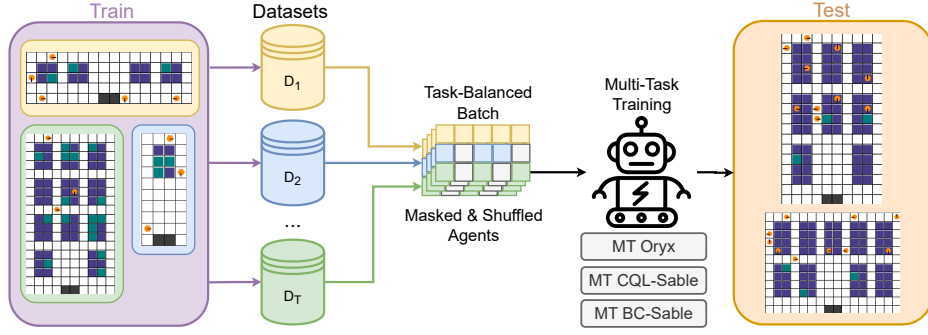 Train
Datasets
Test
D1
Task-Balanced
Batch
Multi-Task
Training
D2
...
Masked & Shuffled
Agents
DT
MT Oryx
MT CQL-Sable
MT BC-Sable